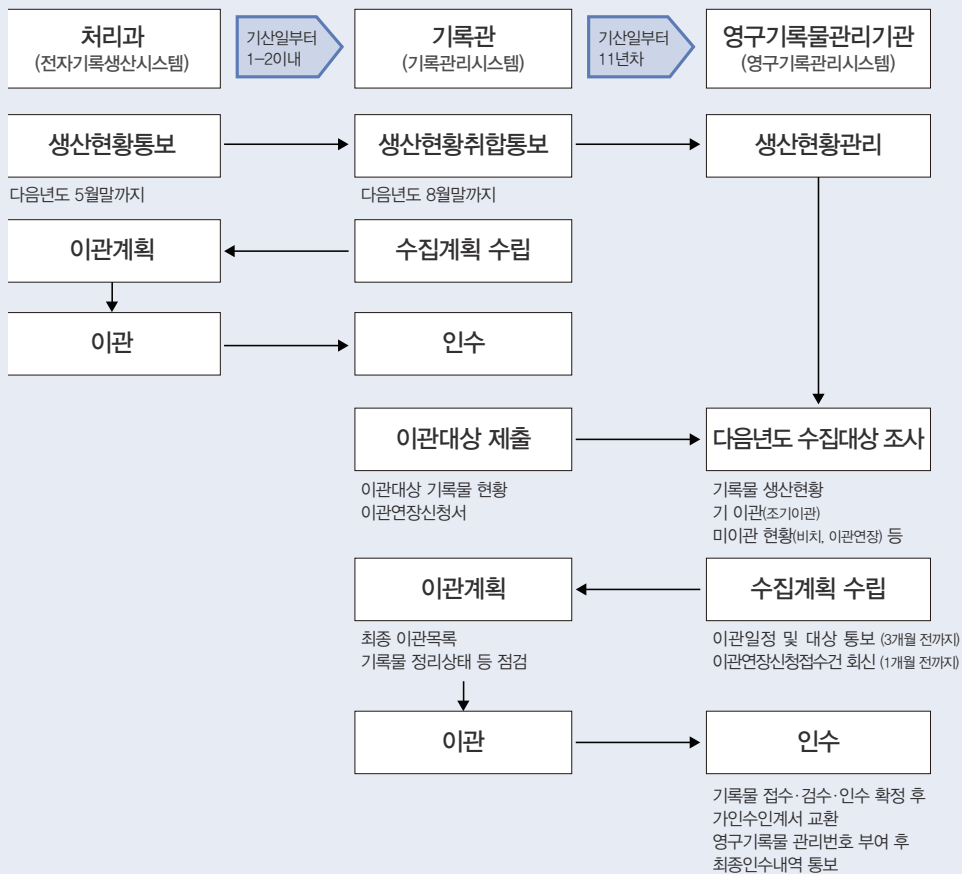 처리과
(전자기록생산시스템)
기산일부터
1-2이내
기록관
(기록관리시스템)
기산일부터
11년차
영구기록물관리기관
(영구기록관리시스템)
생산현황통보
생산현황취합통보
생산현황관리
다음년도 5월말까지
다음년도 8월말까지
이관계획
수집계획 수립
이관
인수
이관대상 제출
다음년도 수집대상 조사
이관대상 기록물 현황
이관연장신청서
기록물 생산현황
기 이관(조기이관)
미이관 현황(비치, 이관연장) 등
이관계획
수집계획 수립
최종 이관목록
기록물 정리상태 등 점검
이관일정 및 대상 통보 (3개월 전까지)
이관연장신청접수건 회신 (1개월 전까지)
이관
인수
기록물 접수·검수·인수 확정 후
가인수인계서 교환
영구기록물 관리번호 부여 후
최종인수내역 통보